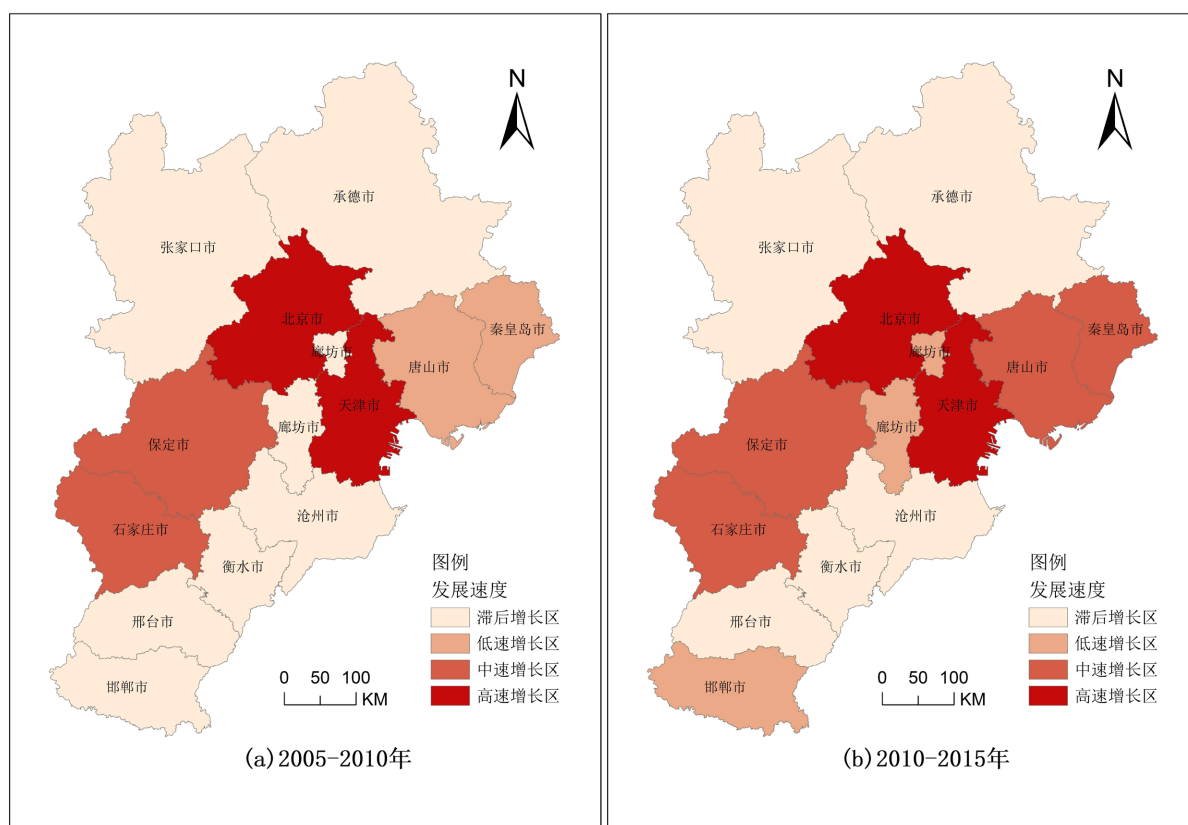 N
承德市
张家口市
北京市
秦皇岛市
廊坊市
唐山市
天津市
廊坊市
保定市
沧州市
石家庄市
衡水市
邢台市
邯郸市
图例
发展速度
滞后增长区
低速增长区
中速增长区
高速增长区
0 50 100
KM
(a)2005-2010年
N
承德市
张家口市
北京市
秦皇岛市
廊坊市
唐山市
天津市
廊坊市
保定市
沧州市
石家庄市
衡水市
邢台市
邯郸市
图例
发展速度
滞后增长区
低速增长区
中速增长区
高速增长区
0 50 100
KM
(b)2010-2015年